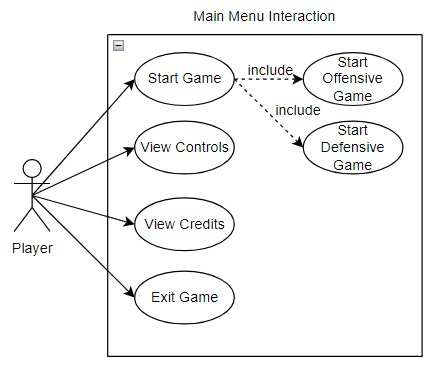 Main Menu Interaction
Start Game
include
Start
Offensive
Game
include
View Controls
Start
Defensive
Game
Player
View Credits
Exit Game